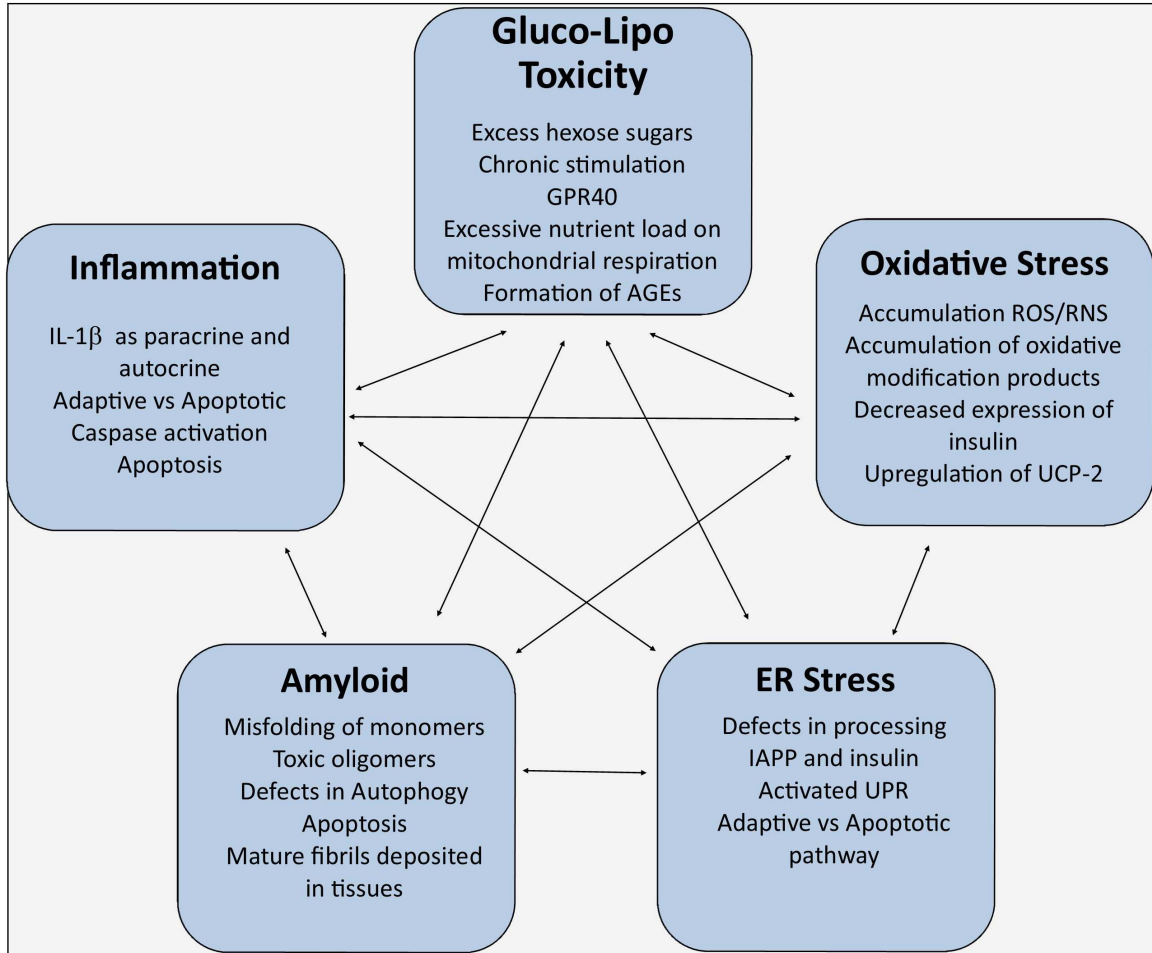 Gluco-Lipo
Toxicity
Excess hexose sugars
Chronic stimulation
GPR40
Excessive nutrient load on
mitochondrial respiration
Formation of AGEs
Inflammation
IL-1β as paracrine and
autocrine
Adaptive vs Apoptotic
Caspase activation
Apoptosis
Oxidative Stress
Accumulation ROS/RNS
Accumulation of oxidative
modification products
Decreased expression of
insulin
Upregulation of UCP-2
Amyloid
Misfolding of monomers
Toxic oligomers
Defects in Autophogy
Apoptosis
Mature fibrils deposited
in tissues
ER Stress
Defects in processing
IAPP and insulin
Activated UPR
Adaptive vs Apoptotic
pathway